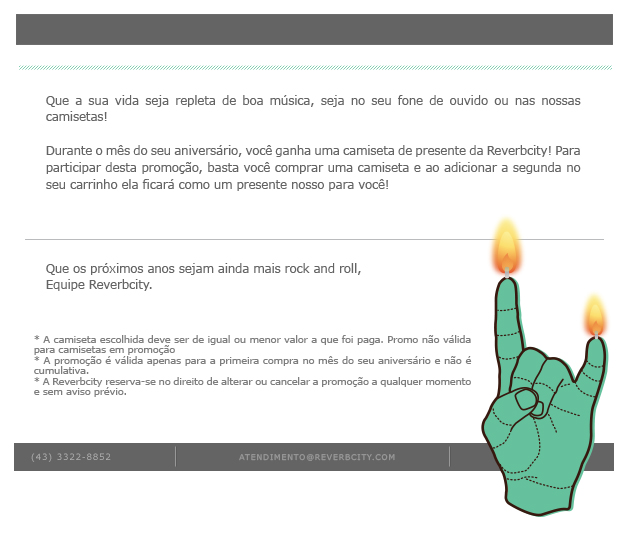 Que a sua vida seja repleta de boa música, seja no seu fone de ouvido ou nas nossas
camisetas!
Durante o mês do seu aniversário, você ganha uma camiseta de presente da Reverbcity! Para
participar desta promoção, basta você comprar uma camiseta e ao adicionar a segunda no
seu carrinho ela ficará como um presente nosso para você!
Que os próximos anos sejam ainda mais rock and roll,
Equipe Reverbcity.
* A camiseta escolhida deve ser de igual ou menor valor a que foi paga. Promo não válida
para camisetas em promoção
* A promoção é válida apenas para a primeira compra no mês do seu aniversário e não é
cumulativa.
* A Reverbcity reserva-se no direito de alterar ou cancelar a promoção a qualquer momento
e sem aviso prévio.
(43) 3322-8852 ATENDIMENTO@REVERBCITY.COM